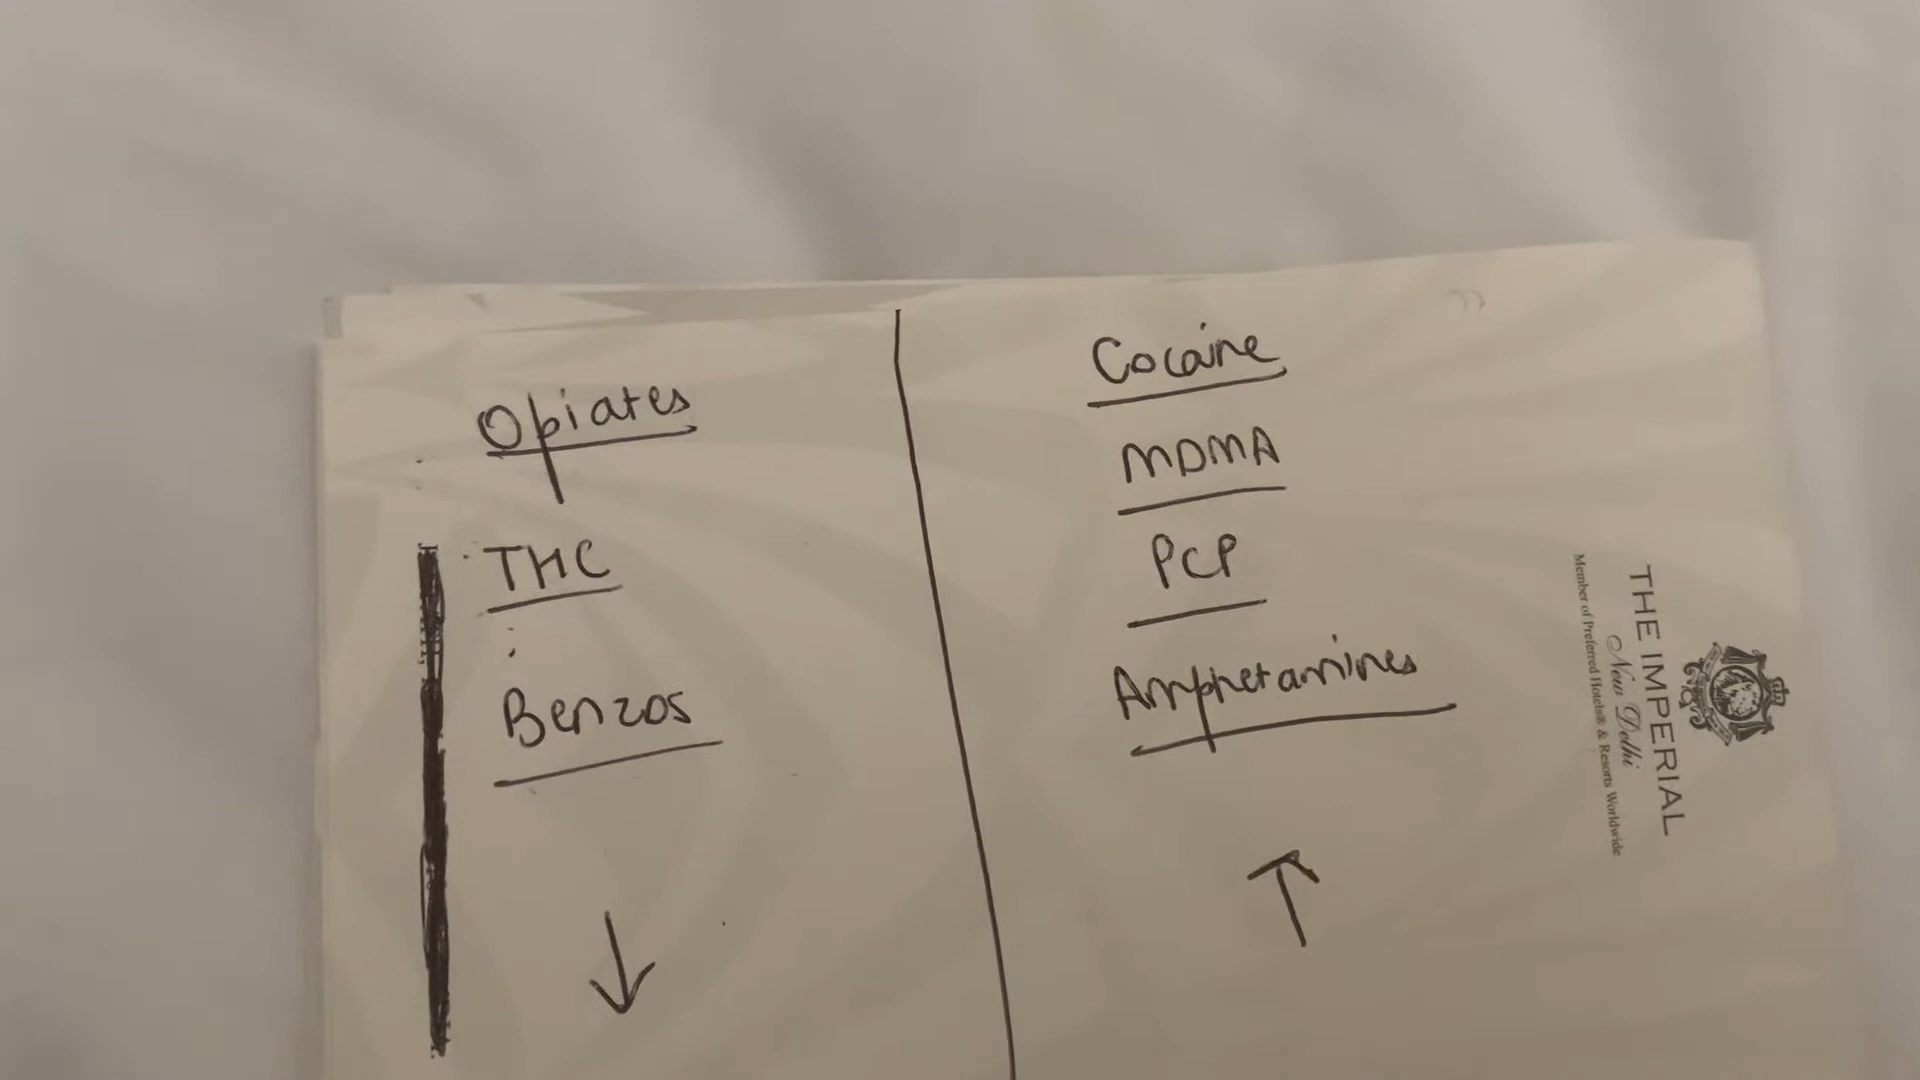 Opiates
THC
Benzos
Cocaine
MDMA
PCP
Amphetamines
THE IMPERIAL
New Delhi
Member of Preferred Hotels® & Resorts Worldwide